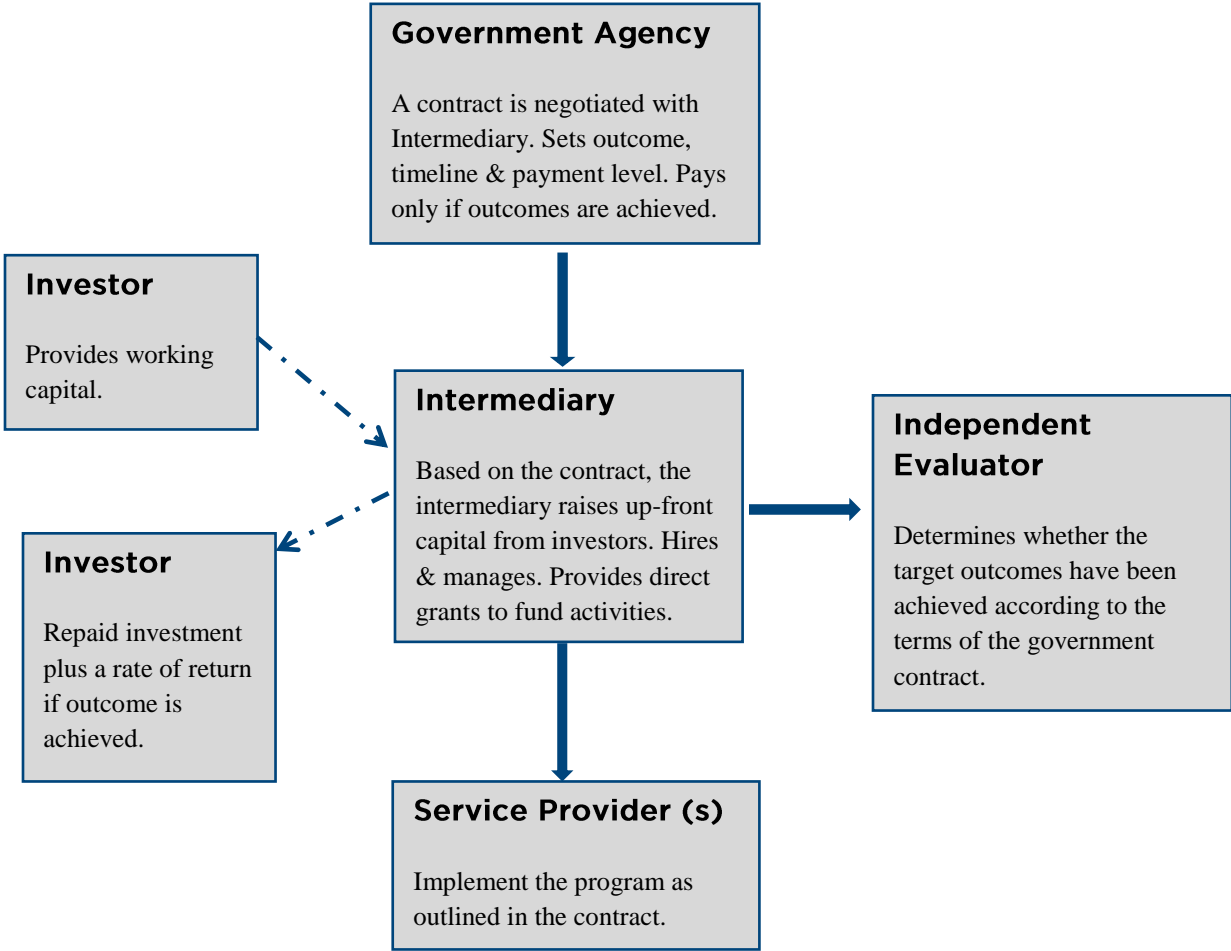 Government Agency
A contract is negotiated with
Intermediary. Sets outcome,
timeline & payment level. Pays
only if outcomes are achieved.
Investor
Provides working
capital.
Intermediary
Based on the contract, the
intermediary raises up-front
capital from investors. Hires
& manages. Provides direct
grants to fund activities.
Independent
Evaluator
Determines whether the
target outcomes have been
achieved according to the
terms of the government
contract.
Investor
Repaid investment
plus a rate of return
if outcome is
achieved.
Service Provider (s)
Implement the program as
outlined in the contract.